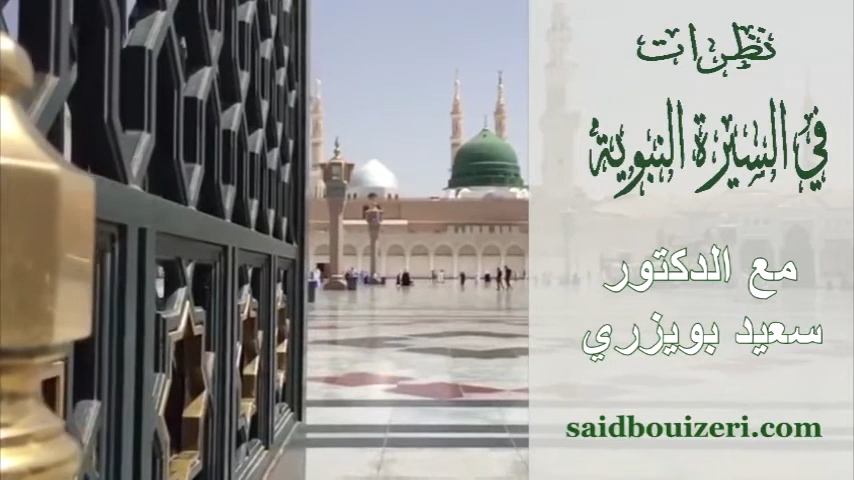 نظرات
في السيرة النبوية
مع الدكتور
سعيد بويزري
saidbouizeri.com